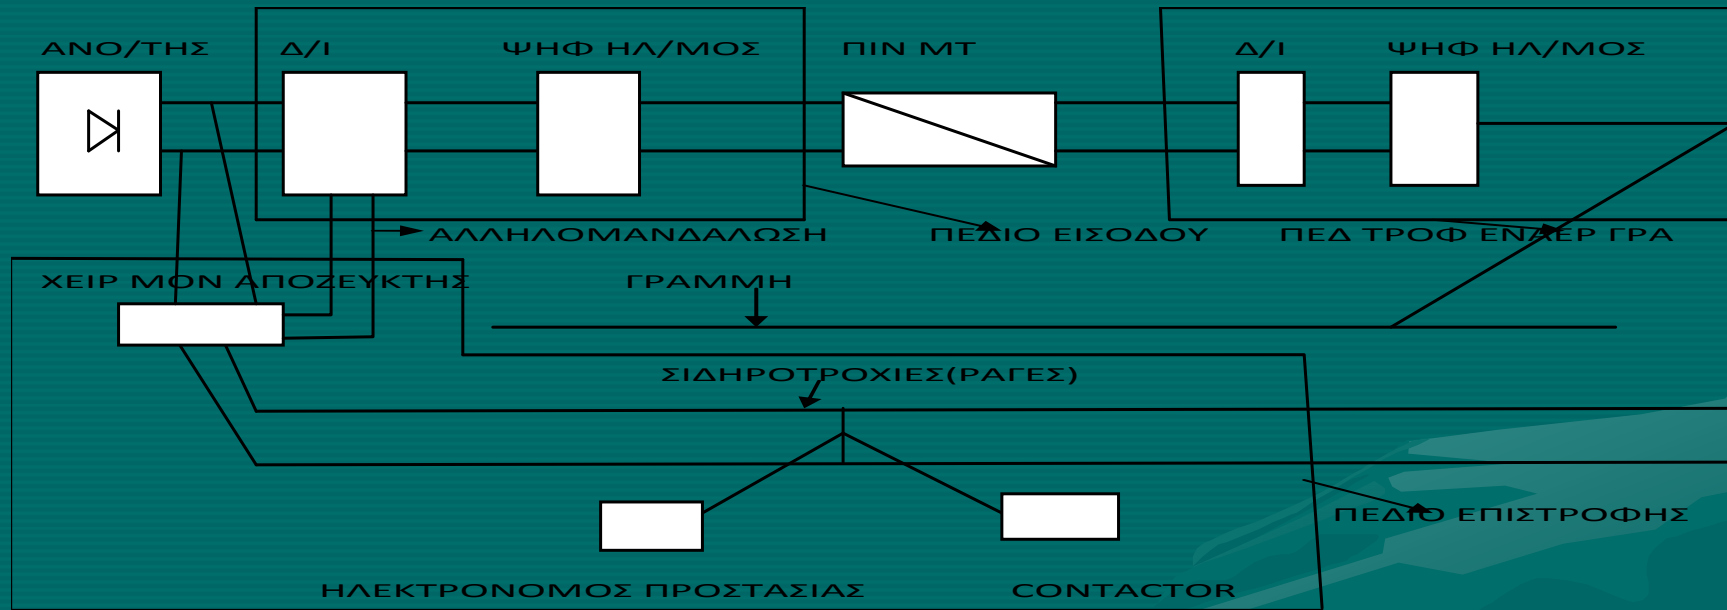 ΑΝΟ/ΤΗΣ Δ/Ι ΨΗΦ ΗΛ/ΜΟΣ ΠΙΝ ΜΤ Δ/Ι ΨΗΦ ΗΛ/ΜΟΣ
ΑΛΛΗΛΟΜΑΝΔΑΛΩΣΗ ΠΕΔΙΟ ΕΙΣΟΔΟΥ ΠΕΔ ΤΡΟΦ ΕΝΑΕΡ ΓΡΑ
ΧΕΙΡ ΜΟΝ ΑΠΟΖΕΥΚΤΗΣ ΓΡΑΜΜΗ
ΣΙΔΗΡΟΤΡΟΧΙΕΣ(ΡΑΓΕΣ)
ΠΕΔΙΟ ΕΠΙΣΤΡΟΦΗΣ
ΗΛΕΚΤΡΟΝΟΜΟΣ ΠΡΟΣΤΑΣΙΑΣ CONTACTOR